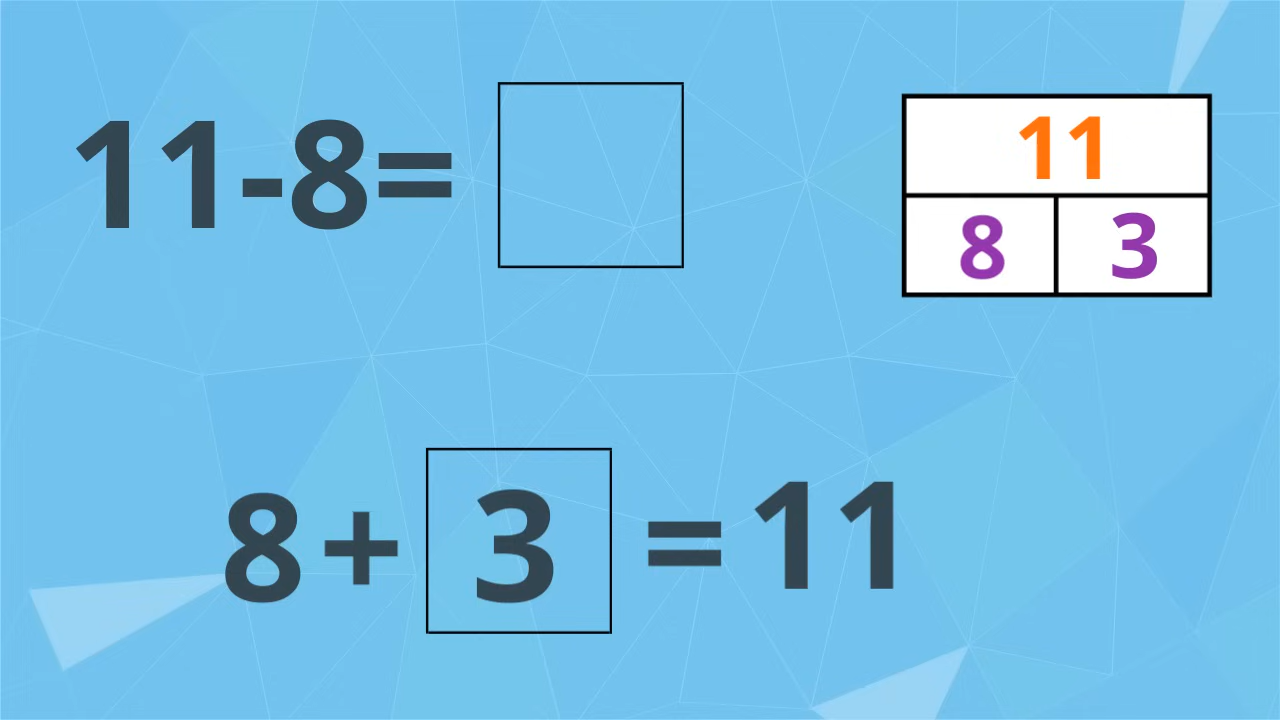 11-8=
11
8 3
8+ 3 =11